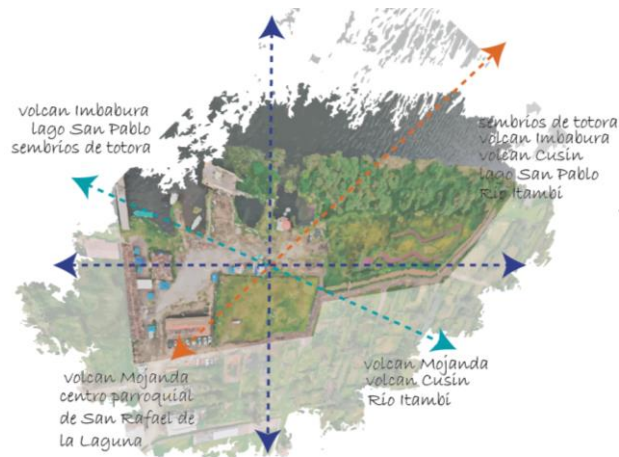 volcan Imbabura
lago San Pablo
sembrios de totora
sembrios de totora
volcan Imbabura
volcan Cusin
lago San Pablo
Rio Itambi
volcan Mojanda
centro parroquial
de San Rafael de
la Laguna
volcan Mojanda
volcan Cusin
Rio Itambi